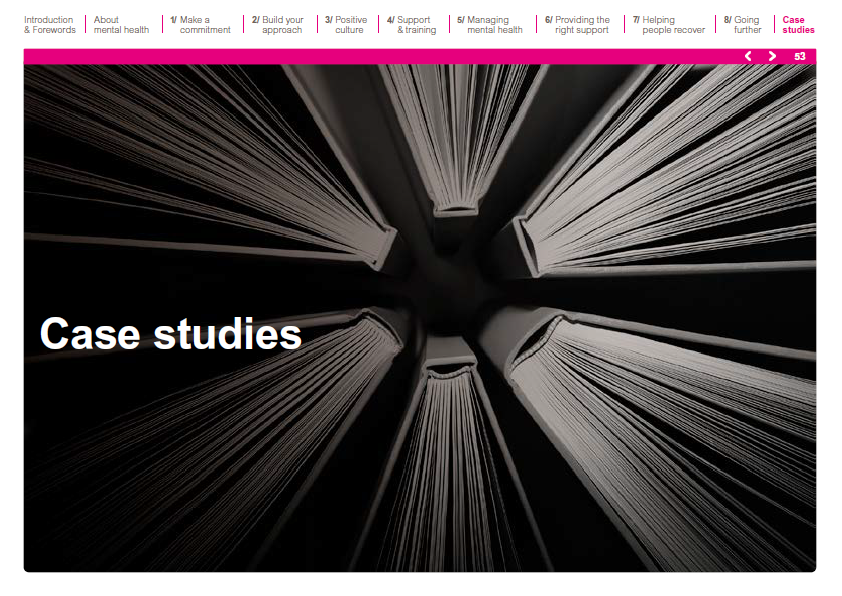 Introduction
& Forewords
About
mental health
1/ Make a
commitment
2/ Build your
approach
3/ Positive
culture
4/ Support
& training
5/ Managing
mental health
6/ Providing the
right support
7/ Helping
people recover
8/ Going
further
Case
studies
53
Case studies